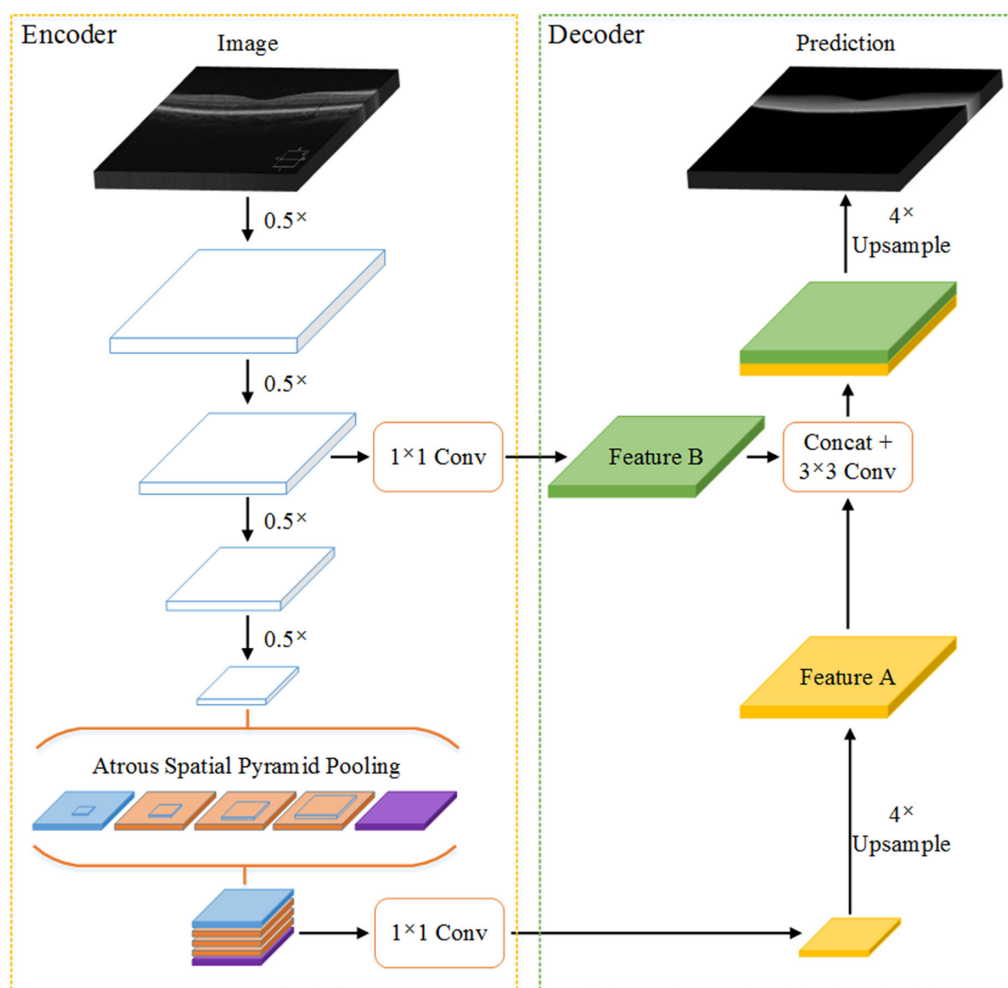 Encoder
Image
0.5×
0.5×
1×1 Conv
0.5×
0.5×
Atrous Spatial Pyramid Pooling
1×1 Conv
Decoder
Prediction
4×
Upsample
Feature B
Concat +
3×3 Conv
Feature A
4×
Upsample